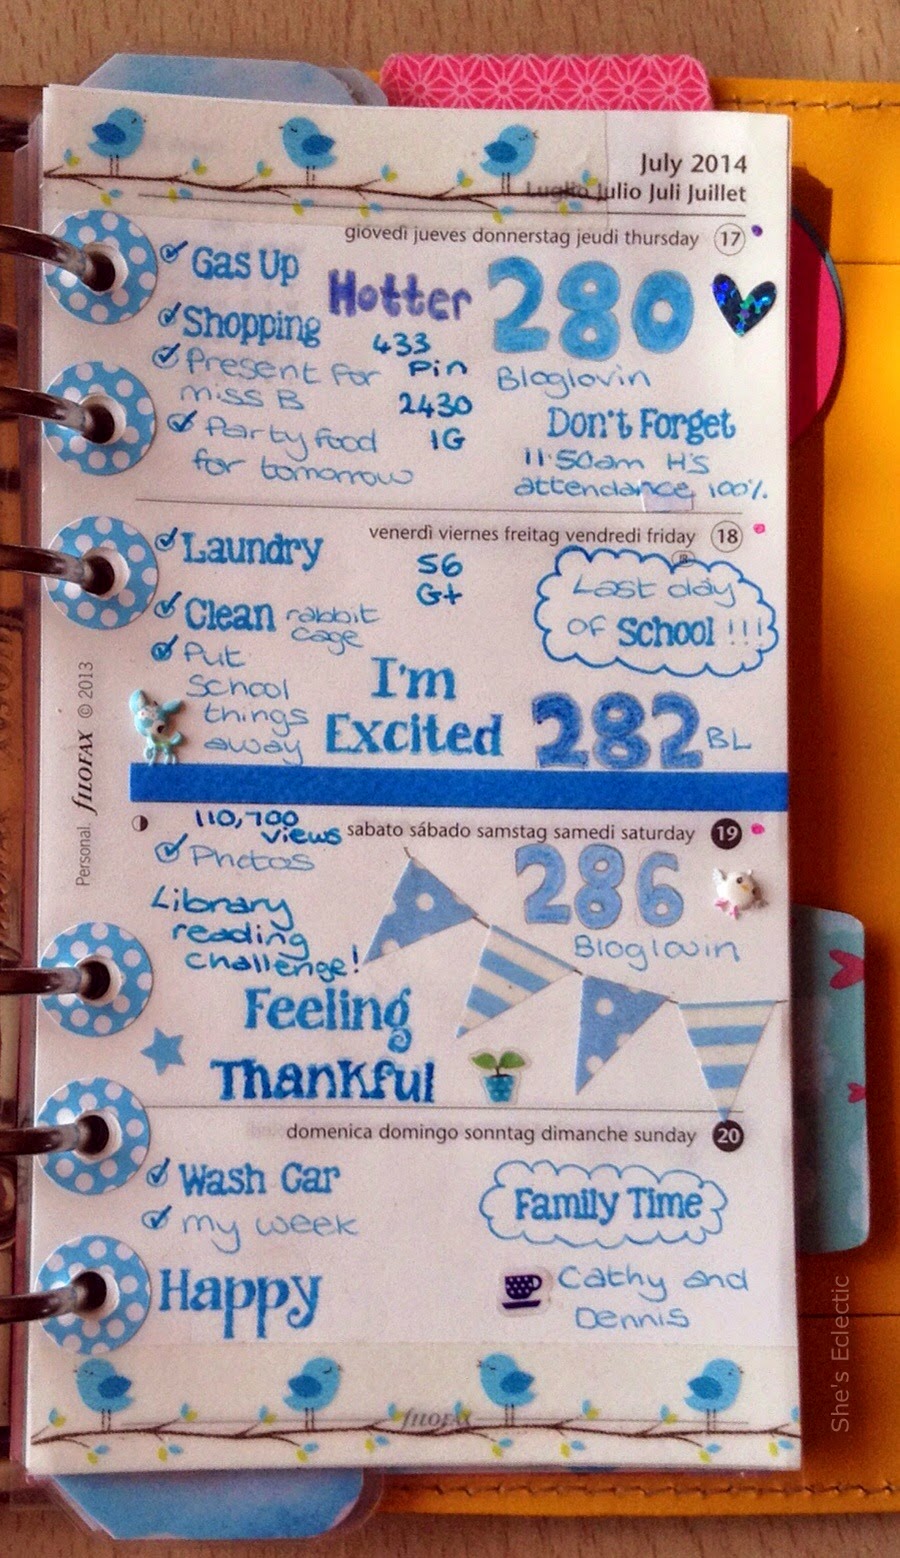 July 2014
Luglio Julio Juli Juillet
giovedì jueves donnerstag jeudi thursday 17
Gas Up
Hotter
280
Shopping
433
Pin
Present for
miss B
Bloglovin
2430
IG
Party food
for tomorrow
Don't Forget
11:50am H'S
attendance 100%
venerdì viernes freitag vendredi friday 18
Laundry
56
G+
Last day
of School !!!
Clean rabbit
cage
Put
School
things
away
I'm
Excited
282 BL
Personal. fILOFAX © 2013
110,700
views
sabato sábado samstag samedi saturday 19
Photos
286
Bloglovin
Library
reading
challenge!
Feeling
Thankful
domenica domingo sonntag dimanche sunday 20
Wash Car
my week
Family Time
Happy
Cathy and
Dennis
fILOFAX
She's Eclectic